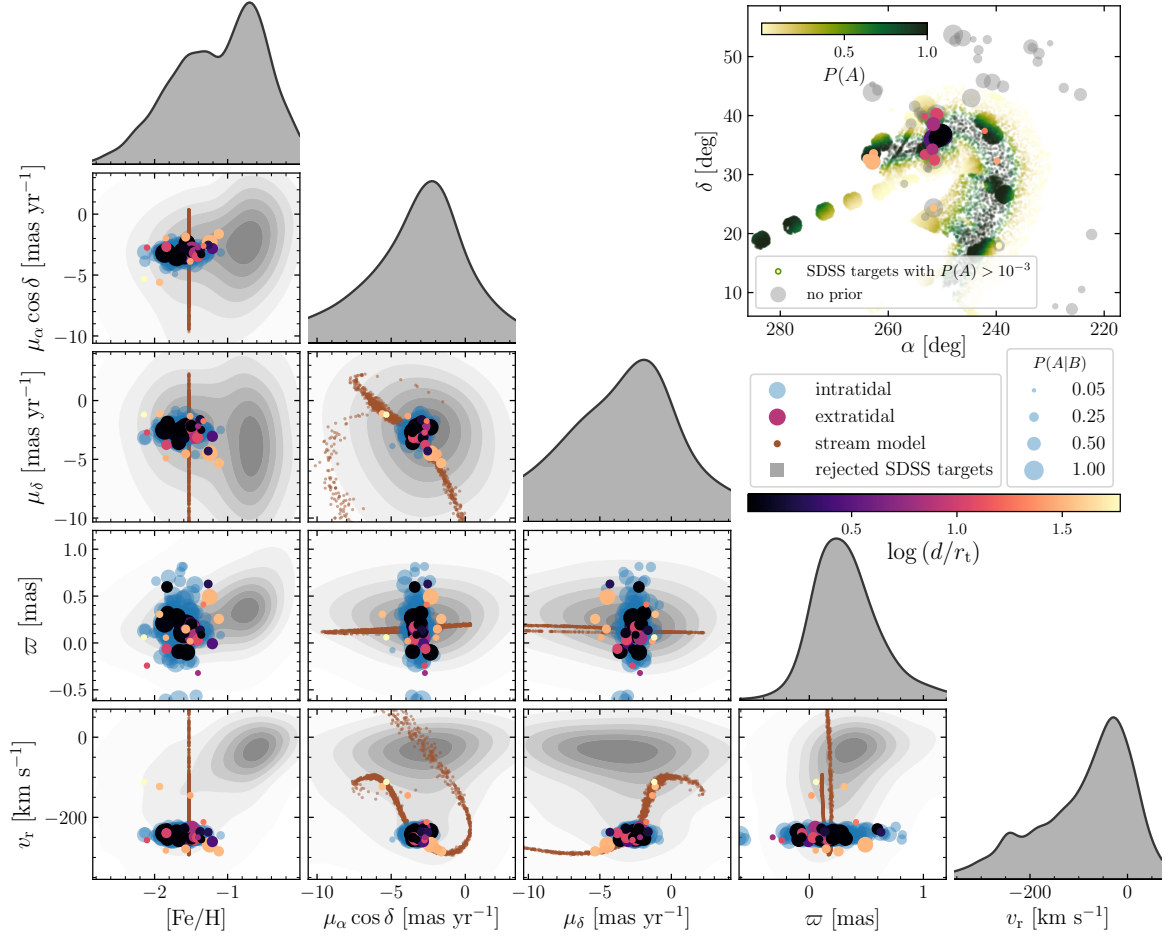 0.5 1.0
P(A)
50
40
30
20
10
δ [deg]
SDSS targets with P(A) > 10⁻³
no prior
280 260 240 220
α [deg]
intratidal
extratidal
stream model
rejected SDSS targets
P(A|B)
0.05
0.25
0.50
1.00
0.5 1.0 1.5
log (d/rₜ)
0
−5
−10
μ_α cos δ [mas yr⁻¹]
0
−5
−10
μ_δ [mas yr⁻¹]
1.0
0.5
0.0
−0.5
ϖ [mas]
0
−200
v_r [km s⁻¹]
−2 −1
[Fe/H]
−10 −5 0
μ_α cos δ [mas yr⁻¹]
−10 −5 0
μ_δ [mas yr⁻¹]
0 1
ϖ [mas]
−200 0
v_r [km s⁻¹]